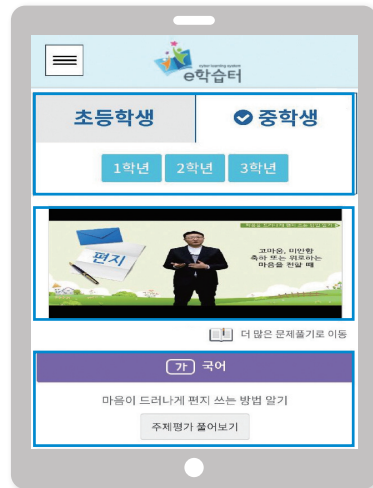 cyber learning system
e학습터
초등학생
중학생
1학년 2학년 3학년
편지
고마움, 미안함
축하 또는 위로하는
마음을 전할 때
더 많은 문제풀기로 이동
가 국어
마음이 드러나게 편지 쓰는 방법 알기
주제평가 풀어보기